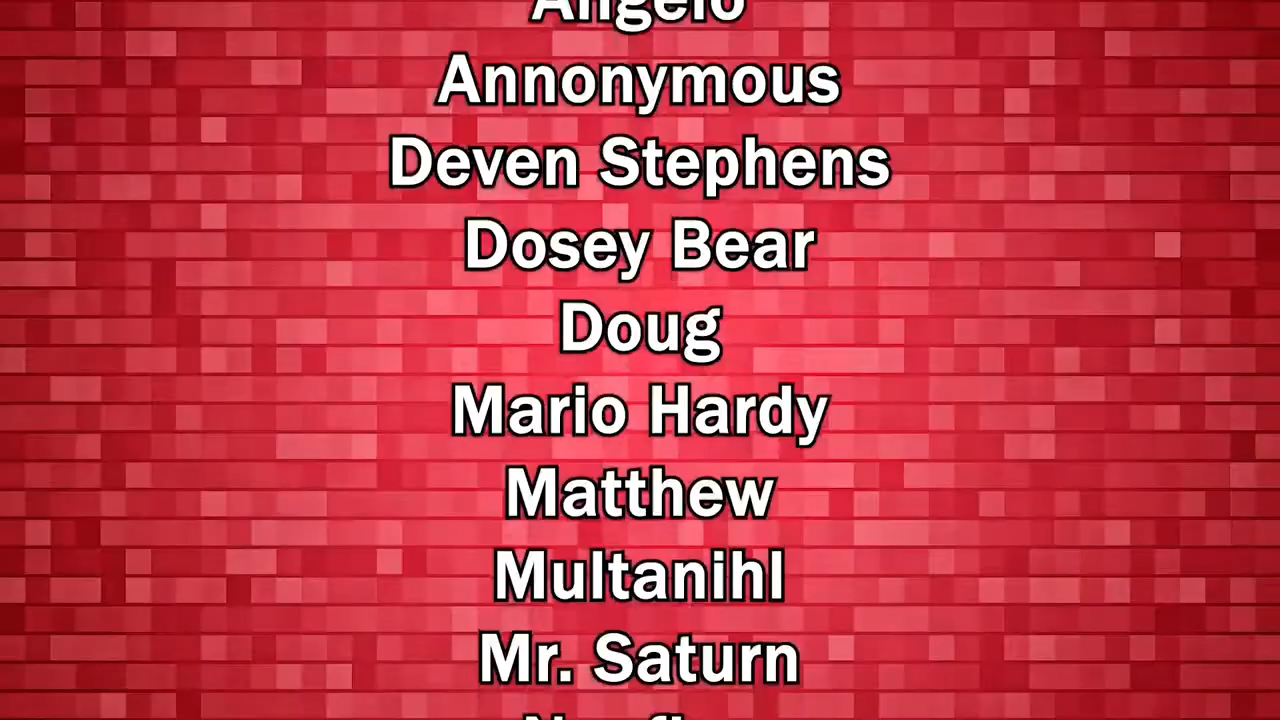 Angelo
Annonymous
Deven Stephens
Dosey Bear
Doug
Mario Hardy
Matthew
Multanihl
Mr. Saturn